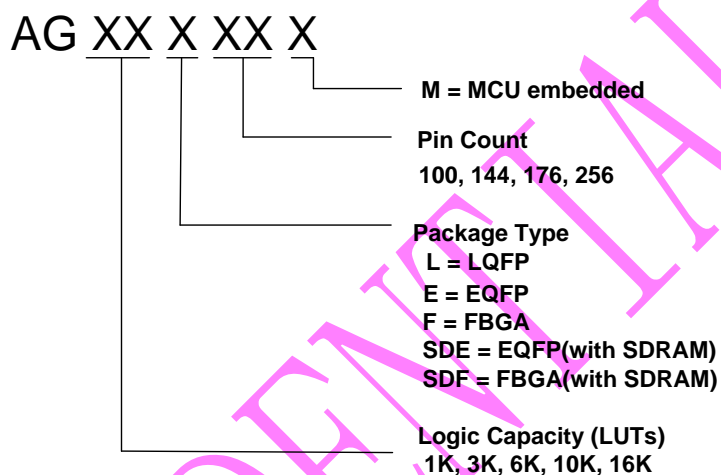 AG XX X XX X
M = MCU embedded
Pin Count
100, 144, 176, 256
Package Type
L = LQFP
E = EQFP
F = FBGA
SDE = EQFP(with SDRAM)
SDF = FBGA(with SDRAM)
Logic Capacity (LUTs)
1K, 3K, 6K, 10K, 16K
DENTIAL